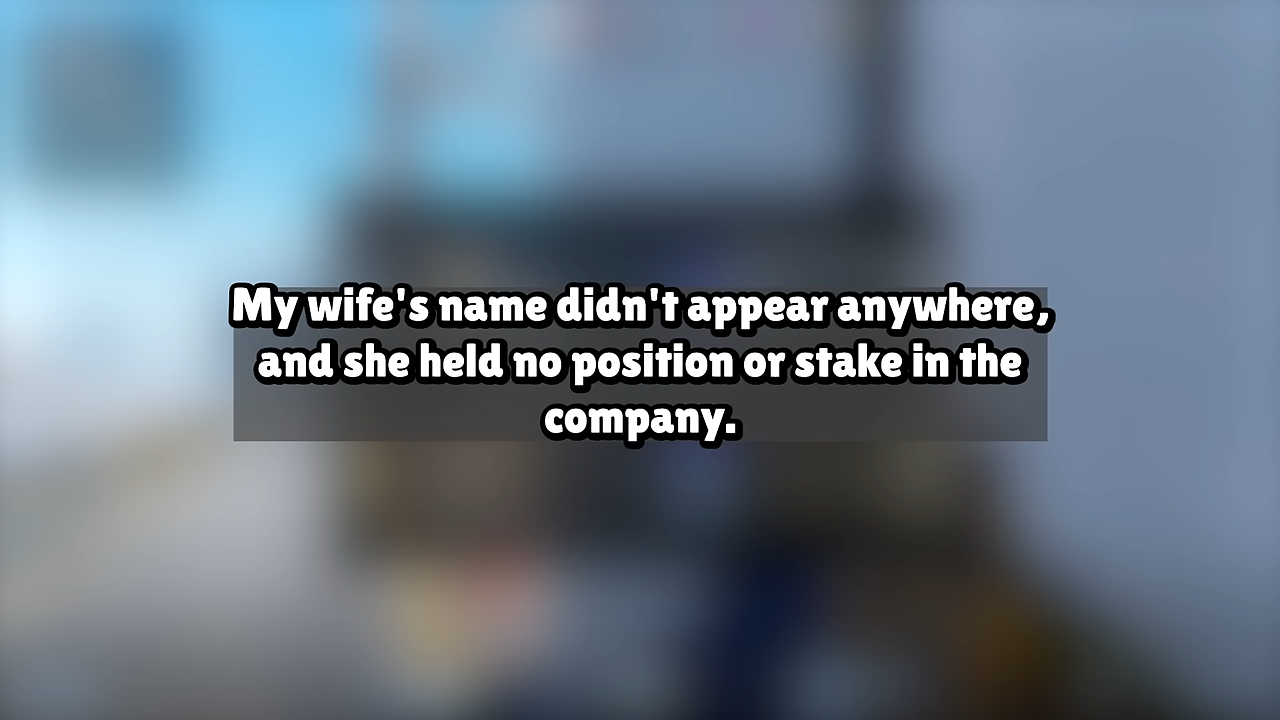 My wife's name didn't appear anywhere,
and she held no position or stake in the
company.